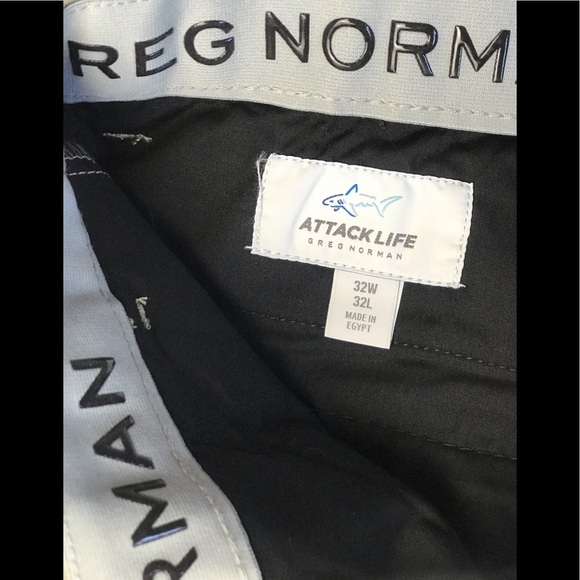 REG NORM
ATTACK LIFE
GREG NORMAN
32W
32L
MADE IN
EGYPT
RMAN